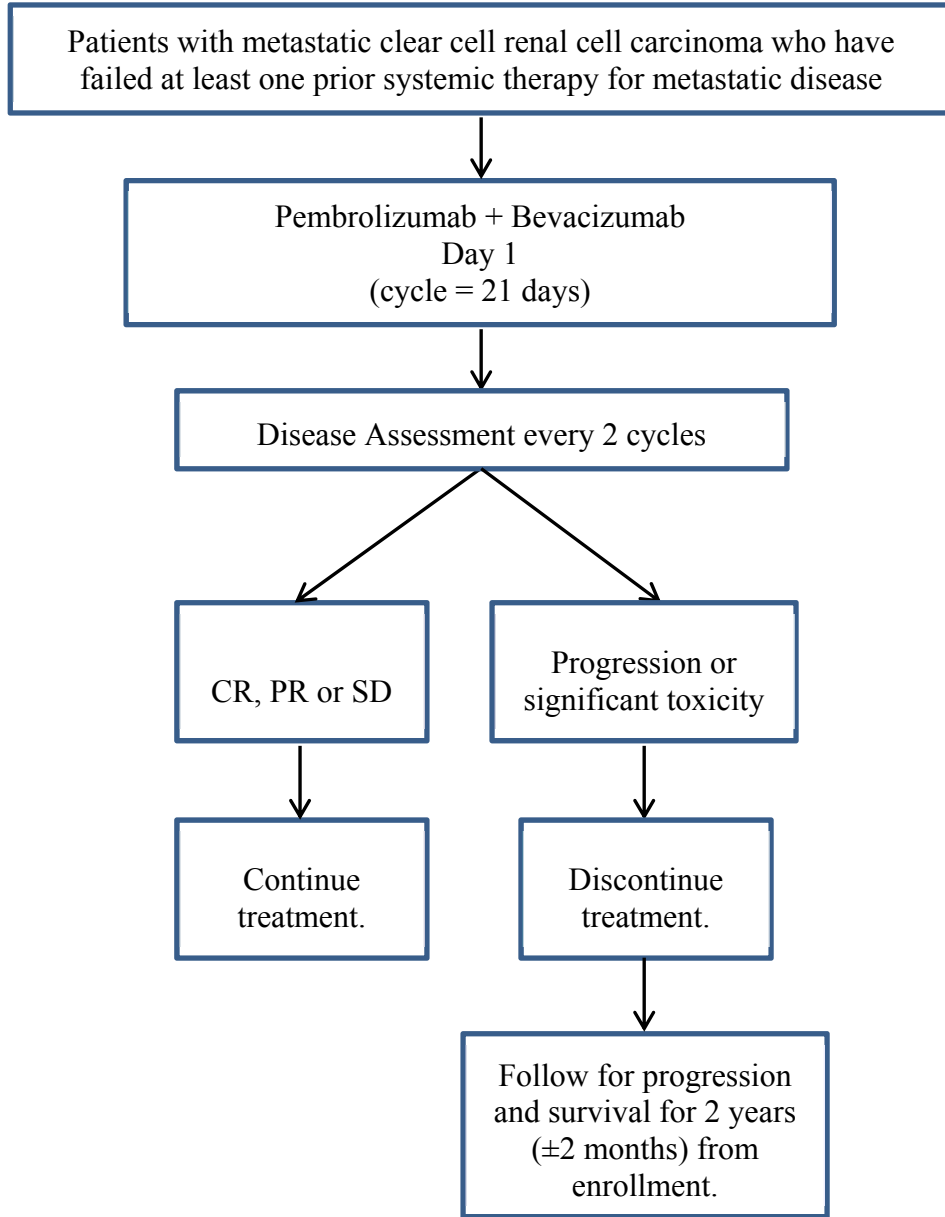 Patients with metastatic clear cell renal cell carcinoma who have
failed at least one prior systemic therapy for metastatic disease
Pembrolizumab + Bevacizumab
Day 1
(cycle = 21 days)
Disease Assessment every 2 cycles
CR, PR or SD
Progression or
significant toxicity
Continue
treatment.
Discontinue
treatment.
Follow for progression
and survival for 2 years
(±2 months) from
enrollment.